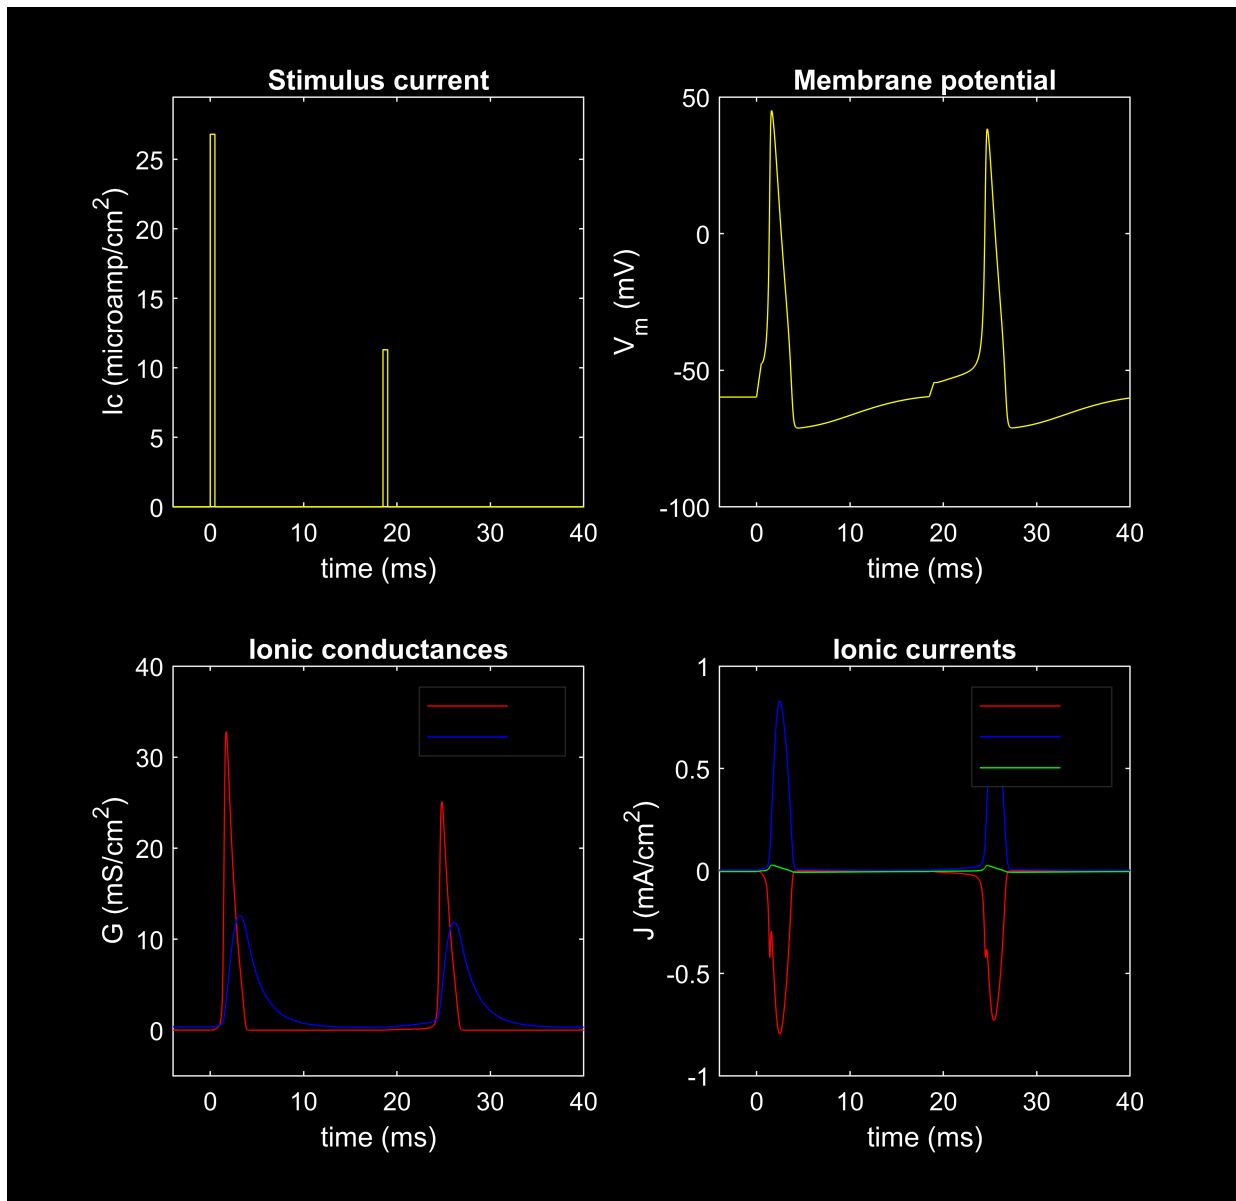 Stimulus current
Ic (microamp/cm²)
25
20
15
10
5
0
0 10 20 30 40
time (ms)
Membrane potential
Vₘ (mV)
50
0
-50
-100
0 10 20 30 40
time (ms)
Ionic conductances
G (mS/cm²)
40
30
20
10
0
0 10 20 30 40
time (ms)
Ionic currents
J (mA/cm²)
1
0.5
0
-0.5
-1
0 10 20 30 40
time (ms)